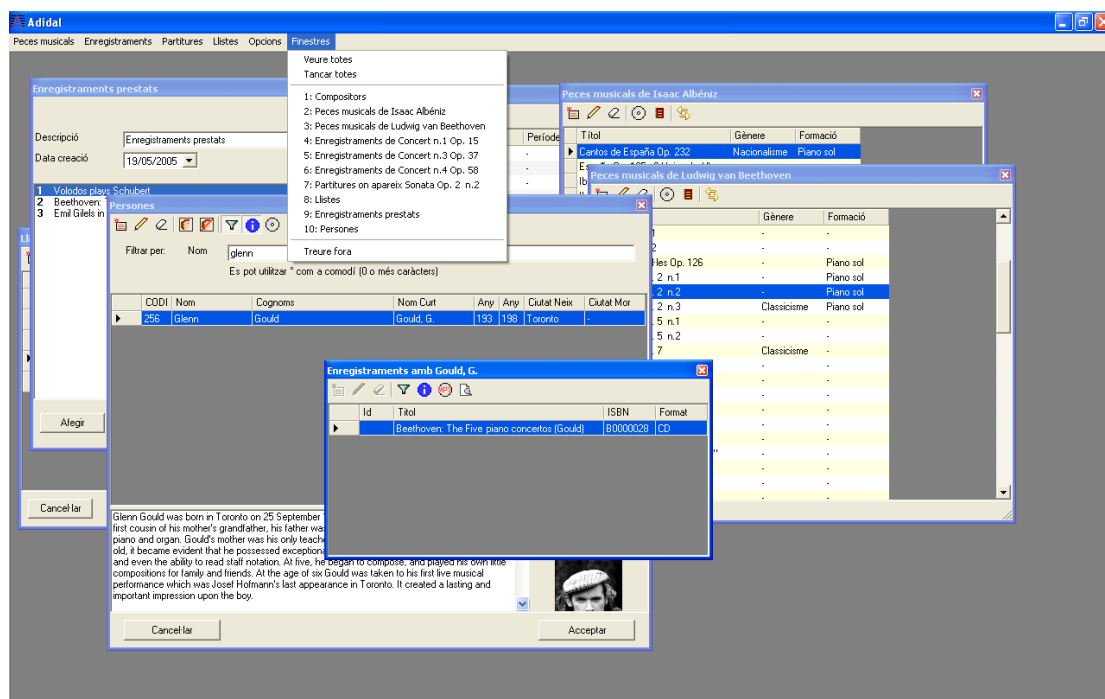 Adidal
Peces musicals Enregistraments Partitures Llistes Opcions Finestres
Veure totes
Tancar totes
1: Compositors
2: Peces musicals de Isaac Albéniz
3: Peces musicals de Ludwig van Beethoven
4: Enregistraments de Concert n.1 Op. 15
5: Enregistraments de Concert n.3 Op. 37
6: Enregistraments de Concert n.4 Op. 58
7: Partitures on apareix Sonata Op. 2 n.2
8: Llistes
9: Enregistraments prestats
10: Persones
Treure fora
Enregistraments prestats
Descripció Enregistraments prestats
Data creació 19/05/2005
1 Volodos plays Schubert
2 Beethoven:
3 Emil Gilels in
Afegir
Cancel·lar
Període
Peces musicals de Isaac Albéniz
Títol Gènere Formació
Cantos de España Op. 232 Nacionalisme Piano sol
Peces musicals de Ludwig van Beethoven
Gènere Formació
1 - -
2 - -
Op. 126 - Piano sol
2 n.1 - Piano sol
2 n.2 - Piano sol
2 n.3 Classicisme Piano sol
5 n.1 - -
5 n.2 - -
7 Classicisme -
Persones
Filtrar per: Nom glenn
Es pot utilitzar * com a comodí (0 o més caràcters)
CODI Nom Cognoms Nom Curt Any Any Ciutat Neix Ciutat Mor
256 Glenn Gould Gould, G. 193 198 Toronto -
Enregistraments amb Gould, G.
Id Títol ISBN Format
Beethoven: The Five piano concertos (Gould) B0000028 CD
Glenn Gould was born in Toronto on 25 September
first cousin of his mother's grandfather, his father was
piano and organ. Gould's mother was his only teach
old, it became evident that he possessed exceptiona
and even the ability to read staff notation. At five, he began to compose, and played his own little
compositions for family and friends. At the age of six Gould was taken to his first live musical
performance which was Josef Hofmann's last appearance in Toronto. It created a lasting and
important impression upon the boy.
Cancel·lar Acceptar